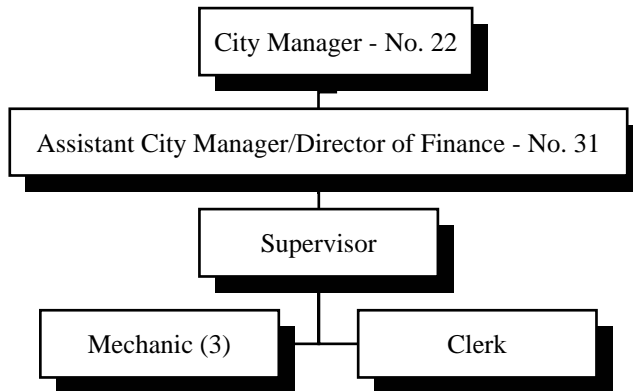 City Manager - No. 22
Assistant City Manager/Director of Finance - No. 31
Supervisor
Mechanic (3)
Clerk